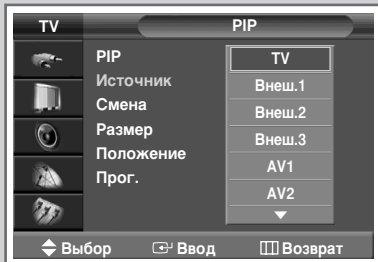 TV PIP
PIP
Источник
Смена
Размер
Положение
Прог.
TV
Внеш.1
Внеш.2
Внеш.3
AV1
AV2
Выбор Ввод Возврат